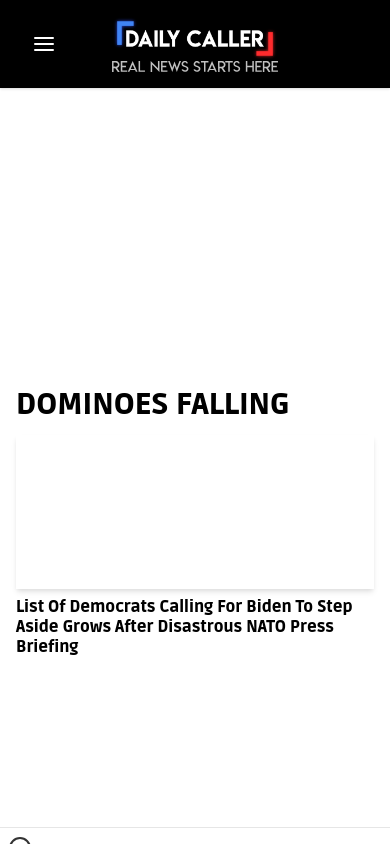 DAILY CALLER
REAL NEWS STARTS HERE
DOMINOES FALLING
List Of Democrats Calling For Biden To Step
Aside Grows After Disastrous NATO Press
Briefing